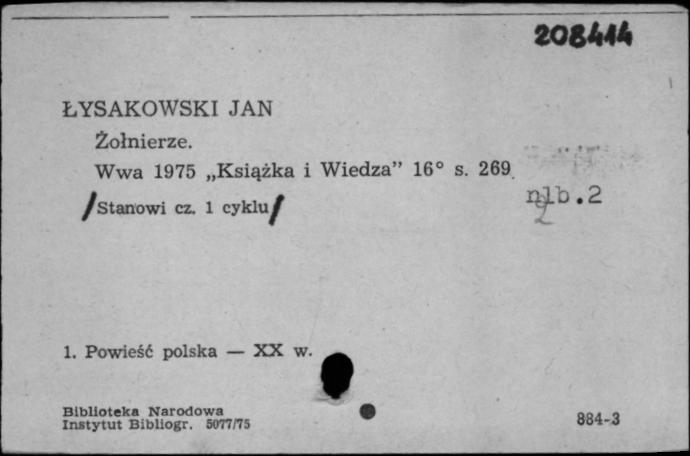 208414
ŁYSAKOWSKI JAN
Żołnierze.
Wwa 1975 „Książka i Wiedza” 16° s. 269
nlb.2
2
/Stanowi cz. 1 cyklu/
1. Powieść polska — XX w.
Biblioteka Narodowa
Instytut Bibliogr. 5077/75
884-3